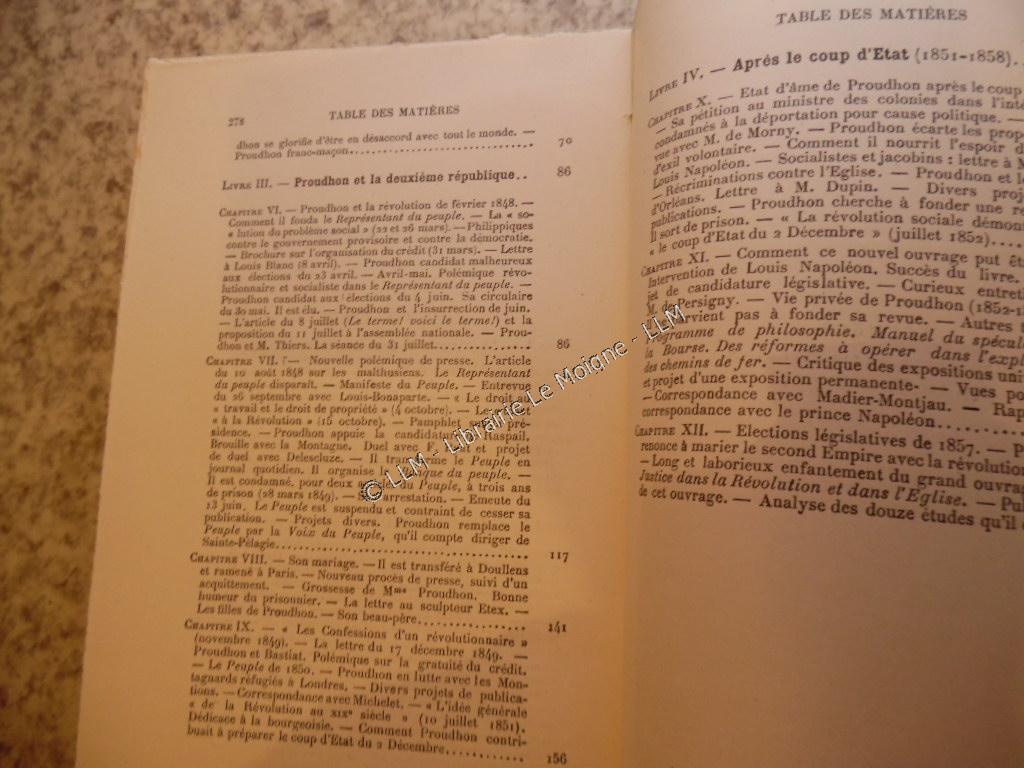 278
TABLE DES MATIÈRES
dhon se glorifie d'être en désaccord avec tout le monde. —
Proudhon franc-maçon.................................. 70
LIVRE III. — Proudhon et la deuxième république.. 86
CHAPITRE VI. — Proudhon et la révolution de février 1848. —
Comment il fonda le Représentant du peuple. — La « so-
« lution du problème social » (22 et 26 mars). — Philippiques
contre le gouvernement provisoire et contre la démocratie.
— Brochure sur l'organisation du crédit (31 mars). — Lettre
à Louis Blanc (8 avril). — Proudhon candidat malheureux
aux élections du 23 avril. — Avril-mai. Polémique révo-
lutionnaire et socialiste dans le Représentant du peuple. —
Proudhon candidat aux élections du 4 juin. Sa circulaire
du 30 mai. Il est élu. — Proudhon et l'insurrection de juin.
— L'article du 8 juillet (Le terme! voici le terme!) et la
proposition du 11 juillet à l'assemblée nationale. — Prou-
dhon et M. Thiers. La séance du 31 juillet................ 86
CHAPITRE VII. — Nouvelle polémique de presse. L'article
du 10 août 1848 sur les malthusiens. Le Représentant
du peuple disparaît. — Manifeste du Peuple. — Entrevue
du 26 septembre avec Louis-Bonaparte. — « Le droit au
« travail et le droit de propriété » (4 octobre). — Le
« à la Révolution » (15 octobre). — Pamphlet pré-
sidence. — Proudhon appuie la candidat Raspail.
Brouille avec la Montagne. Duel avec F. et projet
de duel avec Delescluze. — Il transforme le Peuple en
journal quotidien. Il organise du peuple. —
Il est condamné, pour deux Peuple, à trois ans
de prison (28 mars 1849). — arrestation. — Emeute du
13 juin. Le Peuple est suspendu et contraint de cesser sa
publication. — Projets divers. Proudhon remplace le
Peuple par la Voix du Peuple, qu'il compte diriger de
Sainte-Pélagie........................................ 117
CHAPITRE VIII. — Son mariage. — Il est transféré à Doullens
et ramené à Paris. — Nouveau procès de presse, suivi d'un
acquittement. — Grossesse de Mme Proudhon. Bonne
humeur du prisonnier. — La lettre au sculpteur Etex. —
Les filles de Proudhon. — Son beau-père................ 141
CHAPITRE IX. — « Les Confessions d'un révolutionnaire »
(novembre 1849). — La lettre du 17 décembre 1849. —
Proudhon et Bastiat. Polémique sur la gratuité du crédit.
— Le Peuple de 1850. — Proudhon en lutte avec les Mon-
tagnards réfugiés à Londres. — Divers projets de publica-
tions. — Correspondance avec Michelet. — « L'idée générale
« de la Révolution au XIXe siècle » (10 juillet 1851).
Dédicace à la bourgeoisie. — Comment Proudhon contri-
buait à préparer le coup d'Etat du 2 Décembre............ 156
TABLE DES MATIÈRES
LIVRE IV. — Après le coup d'Etat (1851-1858)..
CHAPITRE X. — Etat d'âme de Proudhon après le coup
— Sa pétition au ministre des colonies dans l'inté
condamnés à la déportation pour cause politique. —
vue avec M. de Morny. — Proudhon écarte les prop
d'exil volontaire. — Comment il nourrit l'espoir d
Louis Napoléon. — Socialistes et jacobins : lettre à M
— Récriminations contre l'Eglise. — Proudhon et le
d'Orléans. Lettre à M. Dupin. — Divers proj
publications. — Proudhon cherche à fonder une re
Il sort de prison. — « La révolution sociale démon
« le coup d'Etat du 2 Décembre » (juillet 1852)....
CHAPITRE XI. — Comment ce nouvel ouvrage put êt
Intervention de Louis Napoléon. Succès du livre.
jet de candidature législative. — Curieux entret
M. de Persigny. — Vie privée de Proudhon (1852-1
parvient pas à fonder sa revue. — Autres
programme de philosophie. Manuel du spécul
la Bourse. Des réformes à opérer dans l'expl
des chemins de fer. — Critique des expositions uni
et projet d'une exposition permanente. — Vues po
— Correspondance avec Madier-Montjau. — Rap
correspondance avec le prince Napoléon........
CHAPITRE XII. — Elections législatives de 1857. — P
renonce à marier le second Empire avec la révolution
— Long et laborieux enfantement du grand ouvra
Justice dans la Révolution et dans l'Eglise. — Pu
de cet ouvrage. — Analyse des douze études qu'il c
© LLM - Librairie Le Moigne - LLM